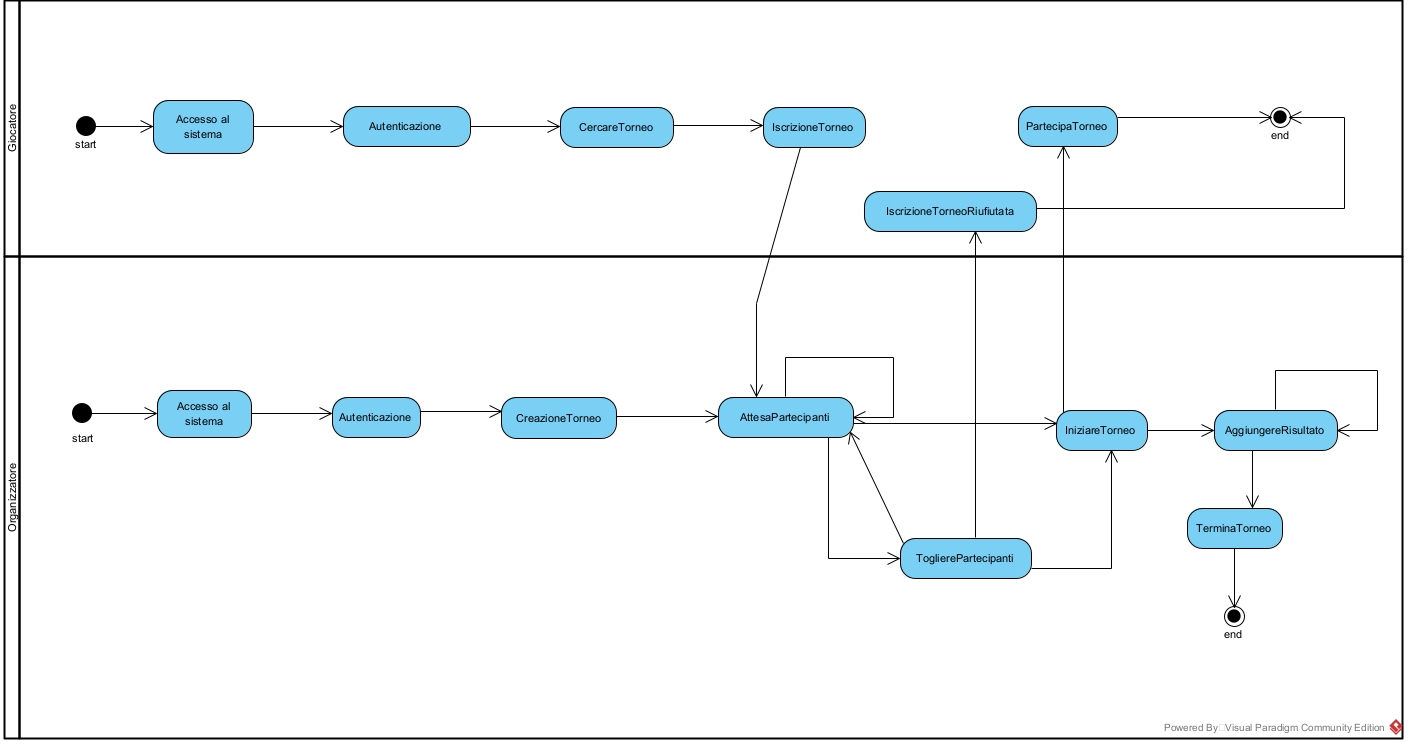 Giocatore
start
Accesso al
sistema
Autenticazione
CercareTorneo
IscrizioneTorneo
PartecipaTorneo
end
IscrizioneTorneoRiufiutata
Organizzatore
start
Accesso al
sistema
Autenticazione
CreazioneTorneo
AttesaPartecipanti
IniziareTorneo
AggiungereRisultato
TerminaTorneo
ToglierePartecipanti
end
Powered By Visual Paradigm Community Edition